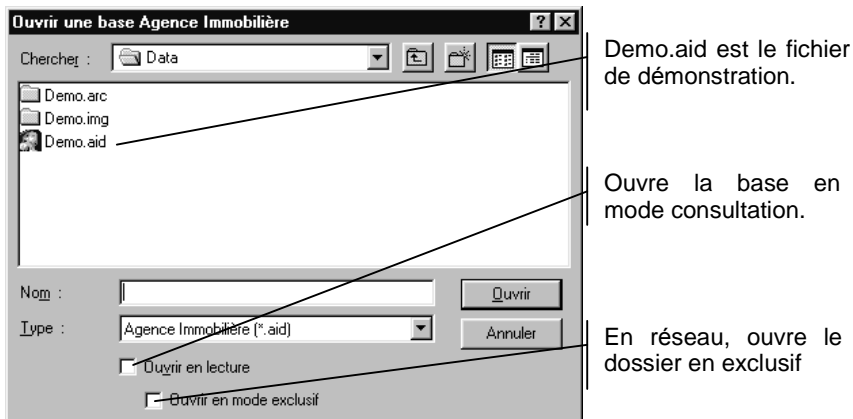 Ouvrir une base Agence Immobilière
Chercher : Data
Demo.arc
Demo.img
Demo.aid
Nom :
Ouvrir
Type : Agence Immobilière (*.aid)
Annuler
Ouvrir en lecture
Ouvrir en mode exclusif
Demo.aid est le fichier
de démonstration.
Ouvre la base en
mode consultation.
En réseau, ouvre le
dossier en exclusif